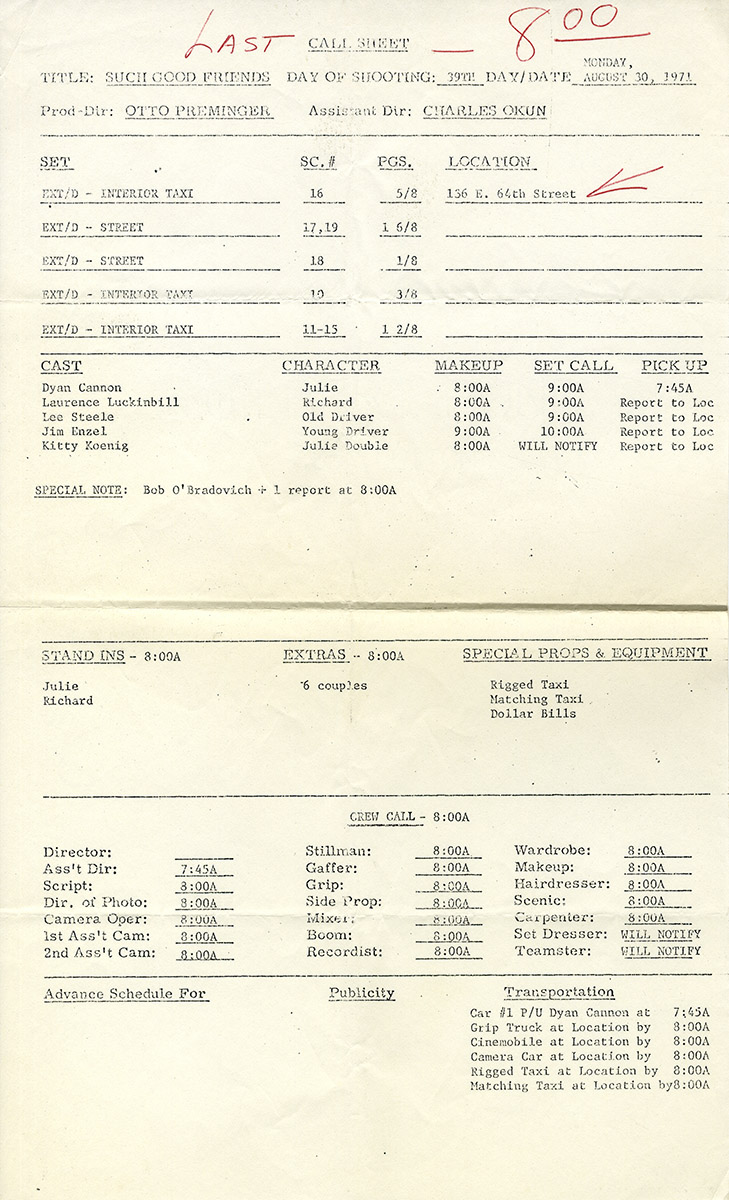 LAST — 8 00
CALL SHEET
MONDAY,
TITLE: SUCH GOOD FRIENDS DAY OF SHOOTING: 39TH DAY/DATE AUGUST 30, 1971
Prod-Dir: OTTO PREMINGER Assistant Dir: CHARLES OKUN
SET SC.# PGS. LOCATION
EXT/D - INTERIOR TAXI 16 5/8 136 E. 64th Street
EXT/D - STREET 17,19 1 6/8
EXT/D - STREET 18 1/8
EXT/D - INTERIOR TAXI 10 3/8
EXT/D - INTERIOR TAXI 11-15 1 2/8
CAST CHARACTER MAKEUP SET CALL PICK UP
Dyan Cannon Julie 8:00A 9:00A 7:45A
Laurence Luckinbill Richard 8:00A 9:00A Report to Loc
Lee Steele Old Driver 8:00A 9:00A Report to Loc
Jim Enzel Young Driver 9:00A 10:00A Report to Loc
Kitty Koenig Julie Double 8:00A WILL NOTIFY Report to Loc
SPECIAL NOTE: Bob O'Bradovich + 1 report at 8:00A
STAND INS - 8:00A EXTRAS - 8:00A SPECIAL PROPS & EQUIPMENT
Julie 6 couples Rigged Taxi
Richard Matching Taxi
Dollar Bills
CREW CALL - 8:00A
Director: Stillman: 8:00A Wardrobe: 8:00A
Ass't Dir: 7:45A Gaffer: 8:00A Makeup: 8:00A
Script: 8:00A Grip: 8:00A Hairdresser: 8:00A
Dir. of Photo: 8:00A Side Prop: 8:00A Scenic: 8:00A
Camera Oper: 8:00A Mixer: 8:00A Carpenter: 8:00A
1st Ass't Cam: 8:00A Boom: 8:00A Set Dresser: WILL NOTIFY
2nd Ass't Cam: 8:00A Recordist: 8:00A Teamster: WILL NOTIFY
Advance Schedule For Publicity Transportation
Car #1 P/U Dyan Cannon at 7:45A
Grip Truck at Location by 8:00A
Cinemobile at Location by 8:00A
Camera Car at Location by 8:00A
Rigged Taxi at Location by 8:00A
Matching Taxi at Location by 8:00A